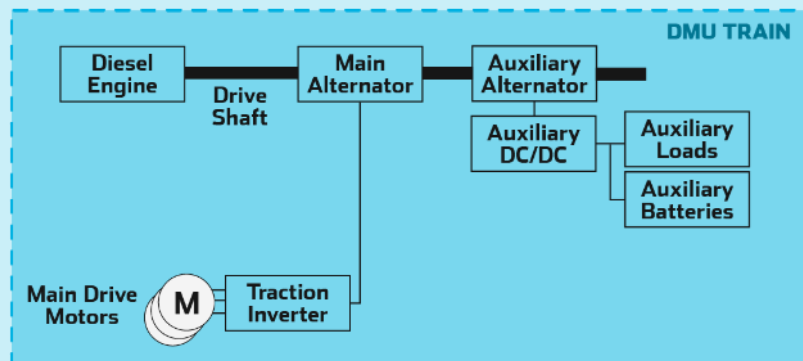 DMU TRAIN
Diesel
Engine
Drive
Shaft
Main
Alternator
Auxiliary
Alternator
Auxiliary
DC/DC
Auxiliary
Loads
Auxiliary
Batteries
Main Drive
Motors
M
Traction
Inverter